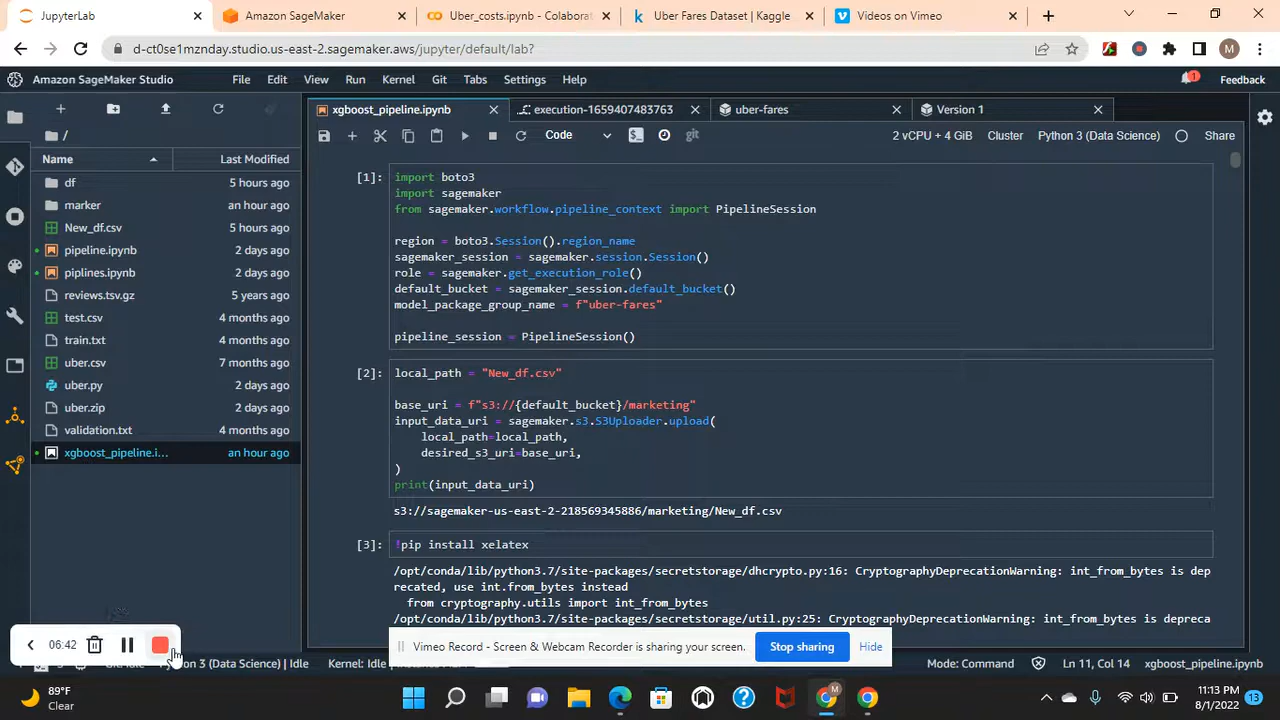 JupyterLab
Amazon SageMaker
Uber_costs.ipynb - Colaborat
Uber Fares Dataset | Kaggle
Videos on Vimeo
d-ct0se1mznday.studio.us-east-2.sagemaker.aws/jupyter/default/lab?
M
Amazon SageMaker Studio
File Edit View Run Kernel Git Tabs Settings Help
1
Feedback
xgboost_pipeline.ipynb
execution-1659407483763
uber-fares
Version 1
/
Code
git
2 vCPU + 4 GiB
Cluster
Python 3 (Data Science)
Share
Name Last Modified
df 5 hours ago
marker an hour ago
New_df.csv 5 hours ago
pipeline.ipynb 2 days ago
piplines.ipynb 2 days ago
reviews.tsv.gz 5 years ago
test.csv 4 months ago
train.txt 4 months ago
uber.csv 7 months ago
uber.py 2 days ago
uber.zip 2 days ago
validation.txt 4 months ago
xgboost_pipeline.i... an hour ago
[1]: import boto3
import sagemaker
from sagemaker.workflow.pipeline_context import PipelineSession
region = boto3.Session().region_name
sagemaker_session = sagemaker.session.Session()
role = sagemaker.get_execution_role()
default_bucket = sagemaker_session.default_bucket()
model_package_group_name = f"uber-fares"
pipeline_session = PipelineSession()
[2]: local_path = "New_df.csv"
base_uri = f"s3://{default_bucket}/marketing"
input_data_uri = sagemaker.s3.S3Uploader.upload(
local_path=local_path,
desired_s3_uri=base_uri,
)
print(input_data_uri)
s3://sagemaker-us-east-2-218569345886/marketing/New_df.csv
[3]: !pip install xelatex
/opt/conda/lib/python3.7/site-packages/secretstorage/dhcrypto.py:16: CryptographyDeprecationWarning: int_from_bytes is dep
recated, use int.from_bytes instead
from cryptography.utils import int_from_bytes
/opt/conda/lib/python3.7/site-packages/secretstorage/util.py:25: CryptographyDeprecationWarning: int_from_bytes is depreca
06:42
Vimeo Record - Screen & Webcam Recorder is sharing your screen.
Stop sharing
Hide
3 (Data Science) | Idle
Kernel: Idle
Mode: Command
Ln 11, Col 14
xgboost_pipeline.ipynb
89°F
Clear
M
11:13 PM
8/1/2022
13